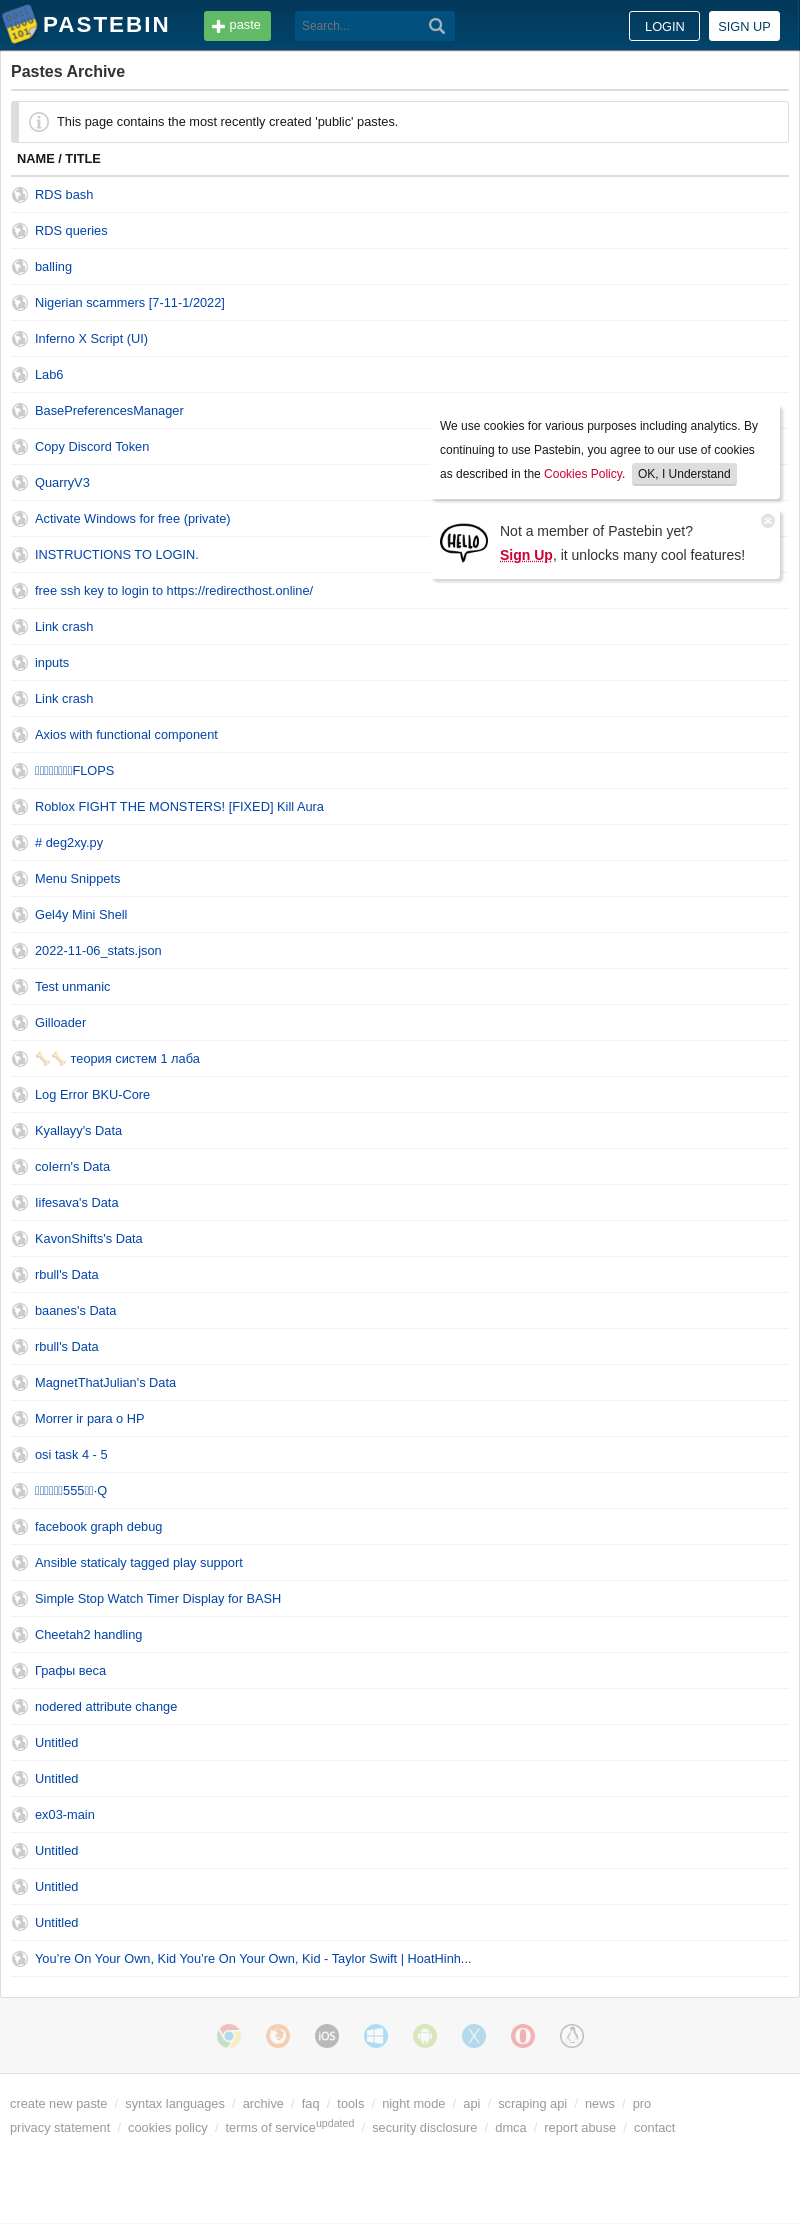 PASTEBIN
paste
Search...
LOGIN
SIGN UP
Pastes Archive
This page contains the most recently created 'public' pastes.
NAME / TITLE
RDS bash
RDS queries
balling
Nigerian scammers [7-11-1/2022]
Inferno X Script (UI)
Lab6
BasePreferencesManager
Copy Discord Token
QuarryV3
Activate Windows for free (private)
INSTRUCTIONS TO LOGIN.
We use cookies for various purposes including analytics. By
continuing to use Pastebin, you agree to our use of cookies
as described in the Cookies Policy. OK, I Understand
HELLO
Not a member of Pastebin yet?
Sign Up, it unlocks many cool features!
free ssh key to login to https://redirecthost.online/
Link crash
inputs
Link crash
Axios with functional component
FLOPS
Roblox FIGHT THE MONSTERS! [FIXED] Kill Aura
# deg2xy.py
Menu Snippets
Gel4y Mini Shell
2022-11-06_stats.json
Test unmanic
Gilloader
🦴🦴 теория систем 1 лаба
Log Error BKU-Core
Kyallayy's Data
colern's Data
lifesava's Data
KavonShifts's Data
rbull's Data
baanes's Data
rbull's Data
MagnetThatJulian's Data
Morrer ir para o HP
osi task 4 - 5
555 ·Q
facebook graph debug
Ansible staticaly tagged play support
Simple Stop Watch Timer Display for BASH
Cheetah2 handling
Графы веса
nodered attribute change
Untitled
Untitled
ex03-main
Untitled
Untitled
Untitled
You're On Your Own, Kid You're On Your Own, Kid - Taylor Swift | HoatHinh...
iOS
create new paste / syntax languages / archive / faq / tools / night mode / api / scraping api / news / pro
privacy statement / cookies policy / terms of service updated / security disclosure / dmca / report abuse / contact